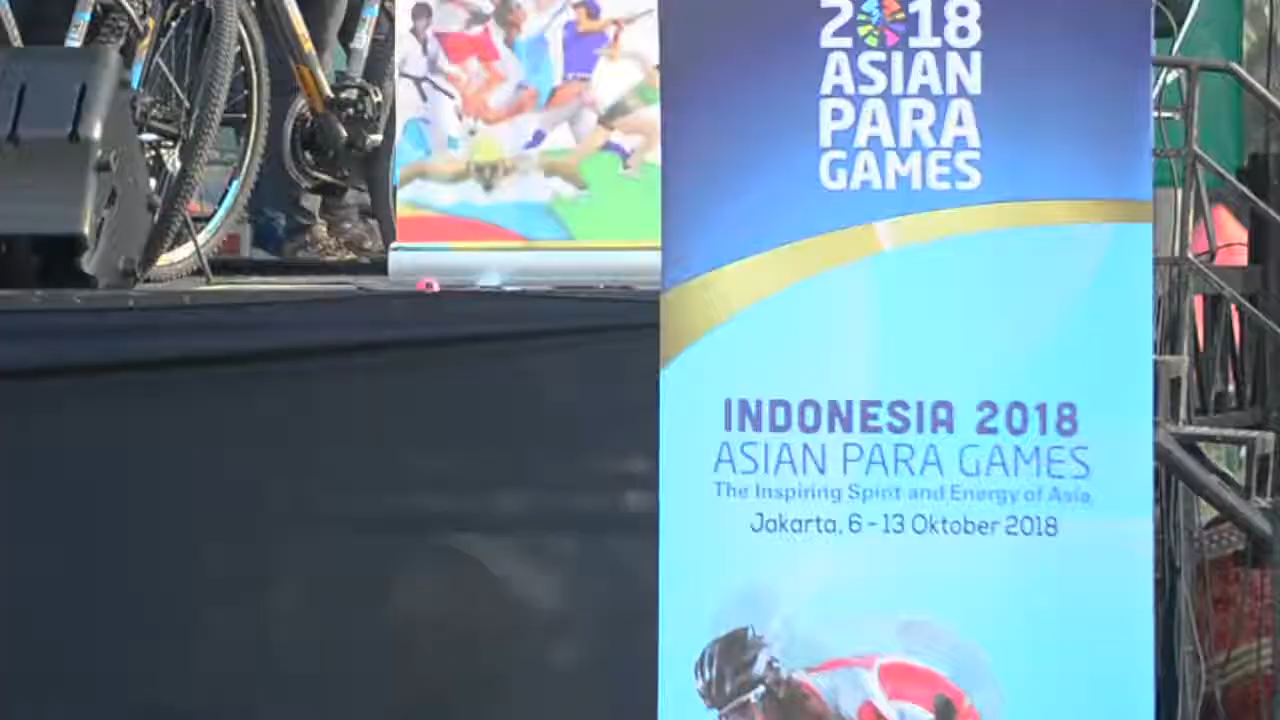 2018
ASIAN
PARA
GAMES
INDONESIA 2018
ASIAN PARA GAMES
The Inspiring Spirit and Energy of Asia
Jakarta, 6 - 13 Oktober 2018